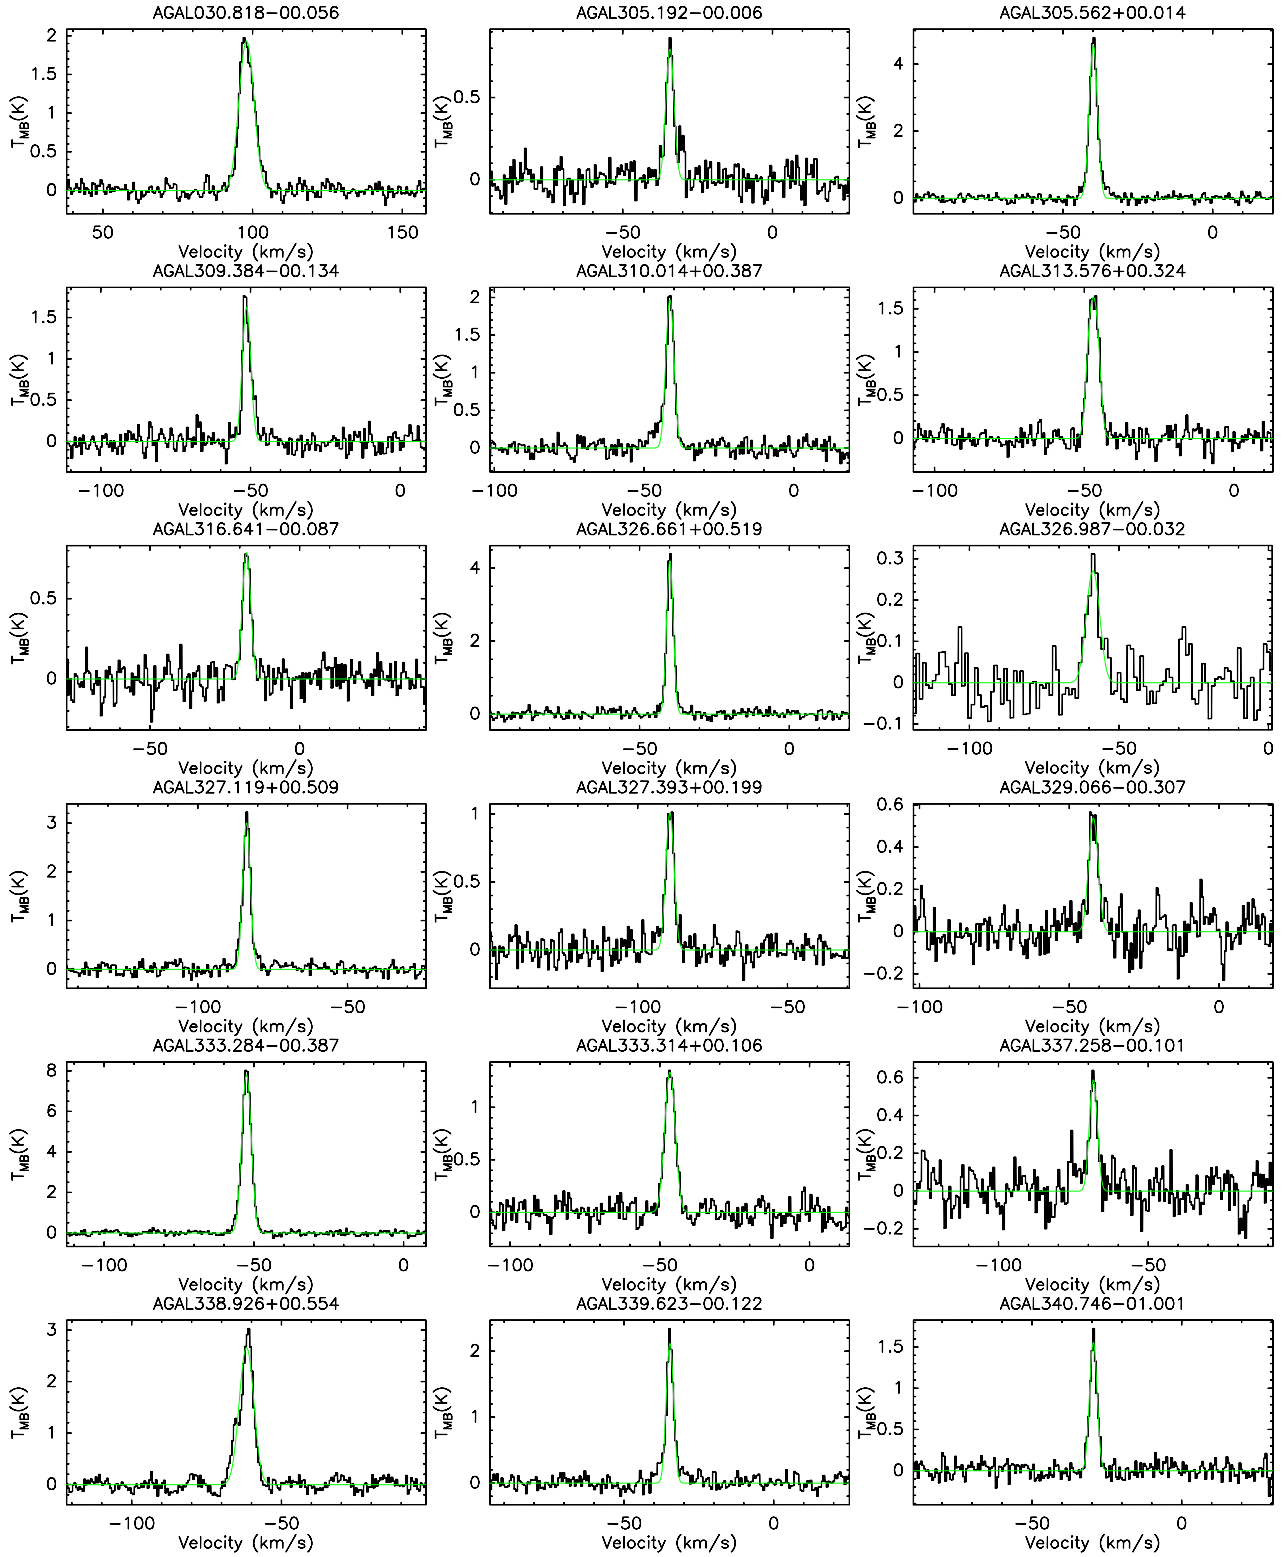 AGAL030.818−00.056 AGAL305.192−00.006 AGAL305.562+00.014
T_MB(K) 2 1.5 1 0.5 0 T_MB(K) 0.5 0 T_MB(K) 4 2 0
50 100 150 −50 0 −50 0
Velocity (km/s) Velocity (km/s) Velocity (km/s)
AGAL309.384−00.134 AGAL310.014+00.387 AGAL313.576+00.324
T_MB(K) 1.5 1 0.5 0 T_MB(K) 2 1.5 1 0.5 0 T_MB(K) 1.5 1 0.5 0
−100 −50 0 −100 −50 0 −100 −50 0
Velocity (km/s) Velocity (km/s) Velocity (km/s)
AGAL316.641−00.087 AGAL326.661+00.519 AGAL326.987−00.032
T_MB(K) 0.5 0 T_MB(K) 4 2 0 T_MB(K) 0.3 0.2 0.1 0 −0.1
−50 0 −50 0 −100 −50 0
Velocity (km/s) Velocity (km/s) Velocity (km/s)
AGAL327.119+00.509 AGAL327.393+00.199 AGAL329.066−00.307
T_MB(K) 3 2 1 0 T_MB(K) 1 0.5 0 T_MB(K) 0.6 0.4 0.2 0 −0.2
−100 −50 −100 −50 −100 −50 0
Velocity (km/s) Velocity (km/s) Velocity (km/s)
AGAL333.284−00.387 AGAL333.314+00.106 AGAL337.258−00.101
T_MB(K) 8 6 4 2 0 T_MB(K) 1 0.5 0 T_MB(K) 0.6 0.4 0.2 0 −0.2
−100 −50 0 −100 −50 0 −100 −50
Velocity (km/s) Velocity (km/s) Velocity (km/s)
AGAL338.926+00.554 AGAL339.623−00.122 AGAL340.746−01.001
T_MB(K) 3 2 1 0 T_MB(K) 2 1 0 T_MB(K) 1.5 1 0.5 0
−100 −50 −50 0 −50 0
Velocity (km/s) Velocity (km/s) Velocity (km/s)